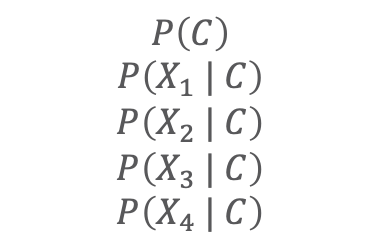 P(C)
P(X₁ | C)
P(X₂ | C)
P(X₃ | C)
P(X₄ | C)